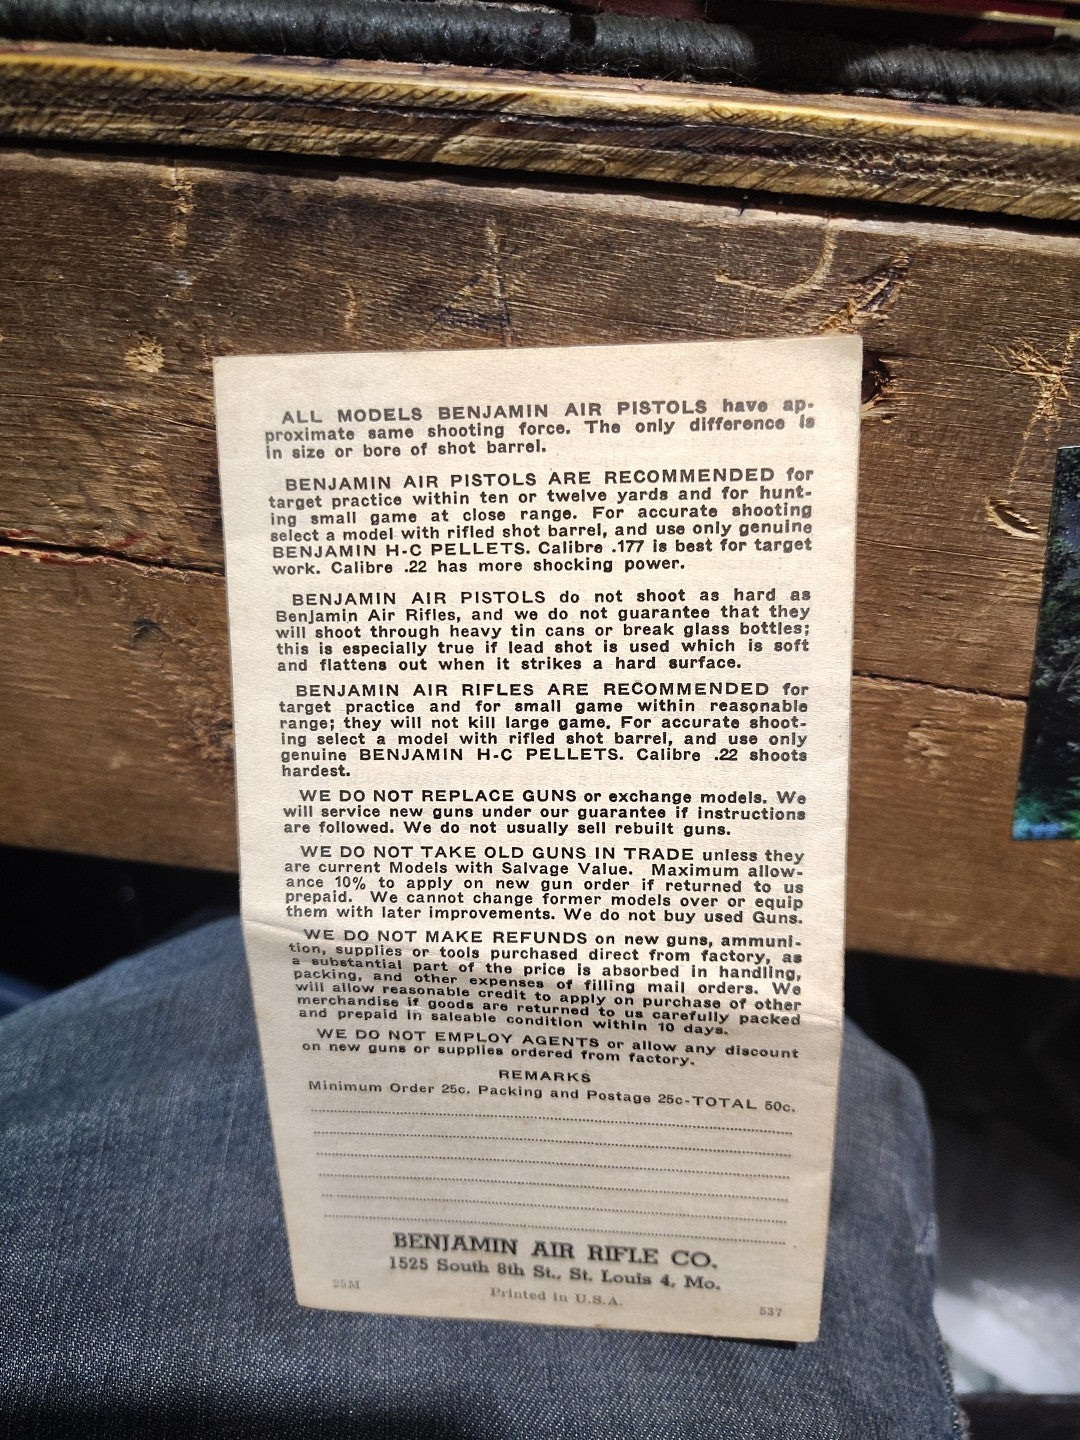 ALL MODELS BENJAMIN AIR PISTOLS have ap-
proximate same shooting force. The only difference is
in size or bore of shot barrel.
BENJAMIN AIR PISTOLS ARE RECOMMENDED for
target practice within ten or twelve yards and for hunt-
ing small game at close range. For accurate shooting
select a model with rifled shot barrel, and use only genuine
BENJAMIN H-C PELLETS. Calibre .177 is best for target
work. Calibre .22 has more shocking power.
BENJAMIN AIR PISTOLS do not shoot as hard as
Benjamin Air Rifles, and we do not guarantee that they
will shoot through heavy tin cans or break glass bottles;
this is especially true if lead shot is used which is soft
and flattens out when it strikes a hard surface.
BENJAMIN AIR RIFLES ARE RECOMMENDED for
target practice and for small game within reasonable
range; they will not kill large game. For accurate shoot-
ing select a model with rifled shot barrel, and use only
genuine BENJAMIN H-C PELLETS. Calibre .22 shoots
hardest.
WE DO NOT REPLACE GUNS or exchange models. We
will service new guns under our guarantee if instructions
are followed. We do not usually sell rebuilt guns.
WE DO NOT TAKE OLD GUNS IN TRADE unless they
are current Models with Salvage Value. Maximum allow-
ance 10% to apply on new gun order if returned to us
prepaid. We cannot change former models over or equip
them with later improvements. We do not buy used Guns.
WE DO NOT MAKE REFUNDS on new guns, ammuni-
tion, supplies or tools purchased direct from factory, as
a substantial part of the price is absorbed in handling,
packing, and other expenses of filling mail orders. We
will allow reasonable credit to apply on purchase of other
merchandise if goods are returned to us carefully packed
and prepaid in saleable condition within 10 days.
WE DO NOT EMPLOY AGENTS or allow any discount
on new guns or supplies ordered from factory.
REMARKS
Minimum Order 25c. Packing and Postage 25c-TOTAL 50c.
BENJAMIN AIR RIFLE CO.
1525 South 8th St., St. Louis 4, Mo.
25M Printed in U.S.A. 537